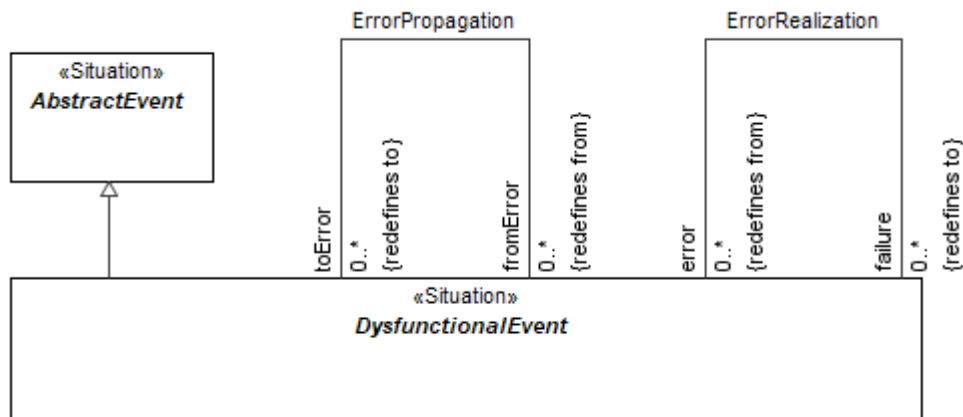 ErrorPropagation
ErrorRealization
«Situation»
AbstractEvent
toError
0..*
{redefines to}
fromError
0..*
{redefines from}
error
0..*
{redefines from}
failure
0..*
{redefines to}
«Situation»
DysfunctionalEvent